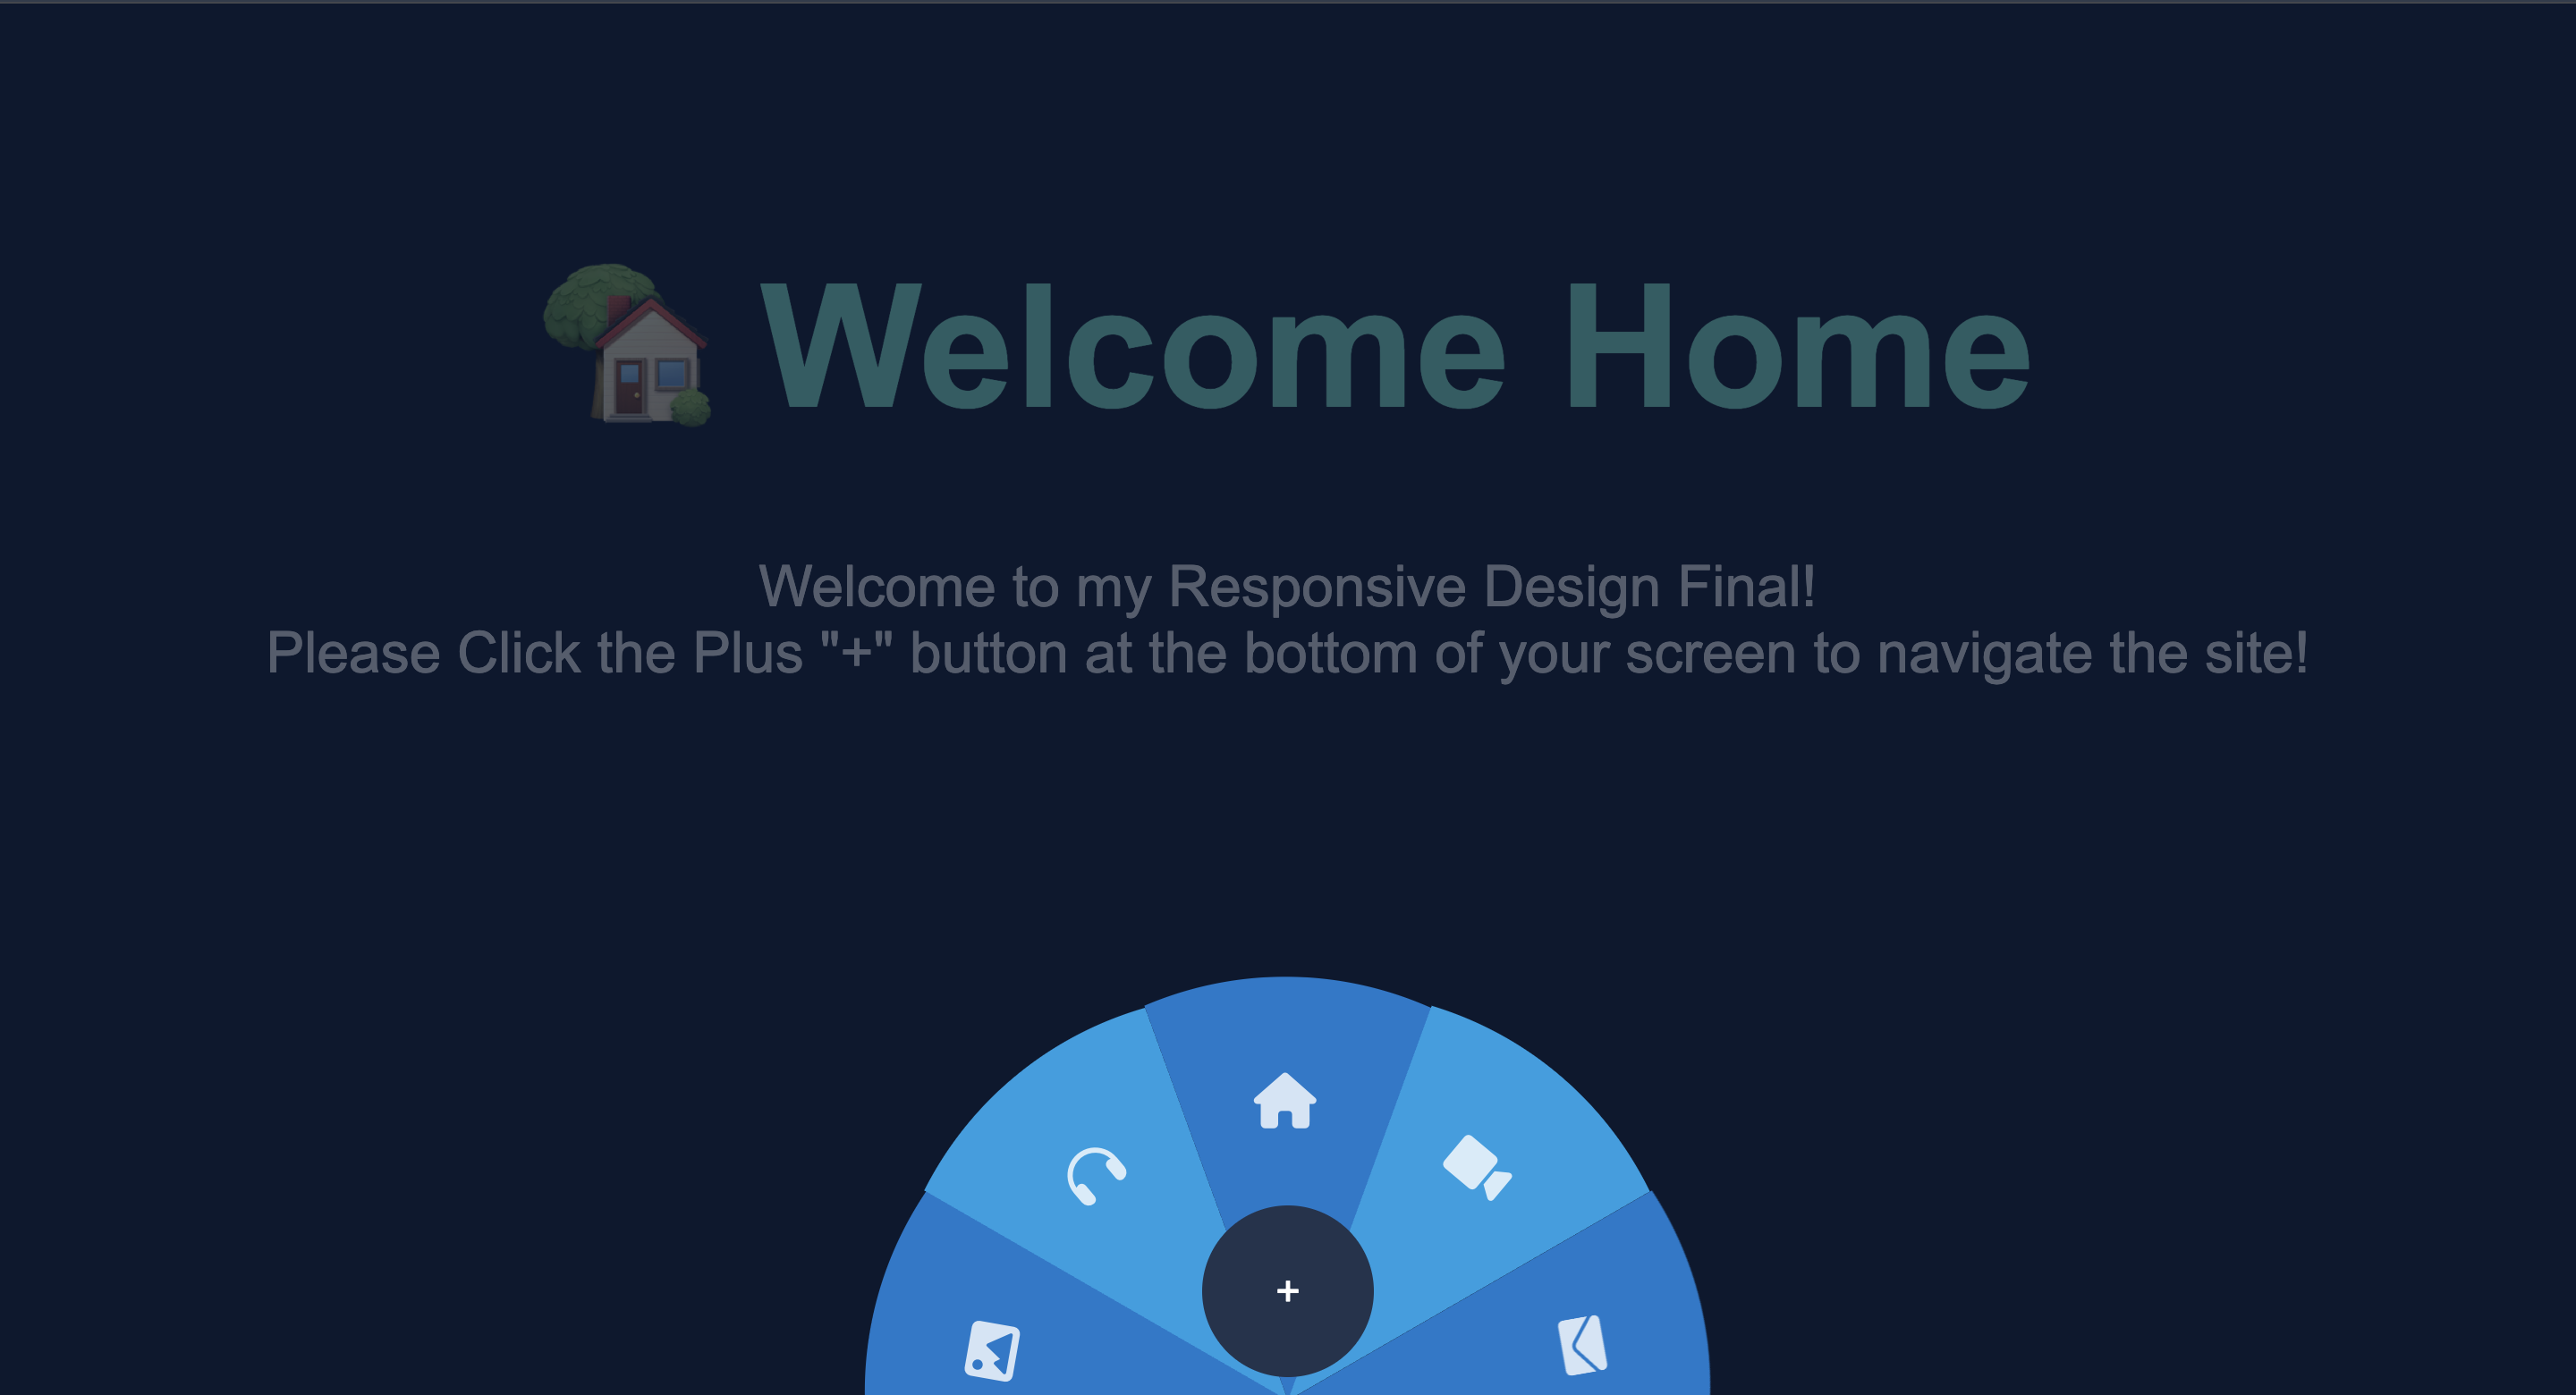 Welcome Home
Welcome to my Responsive Design Final!
Please Click the Plus "+" button at the bottom of your screen to navigate the site!
+